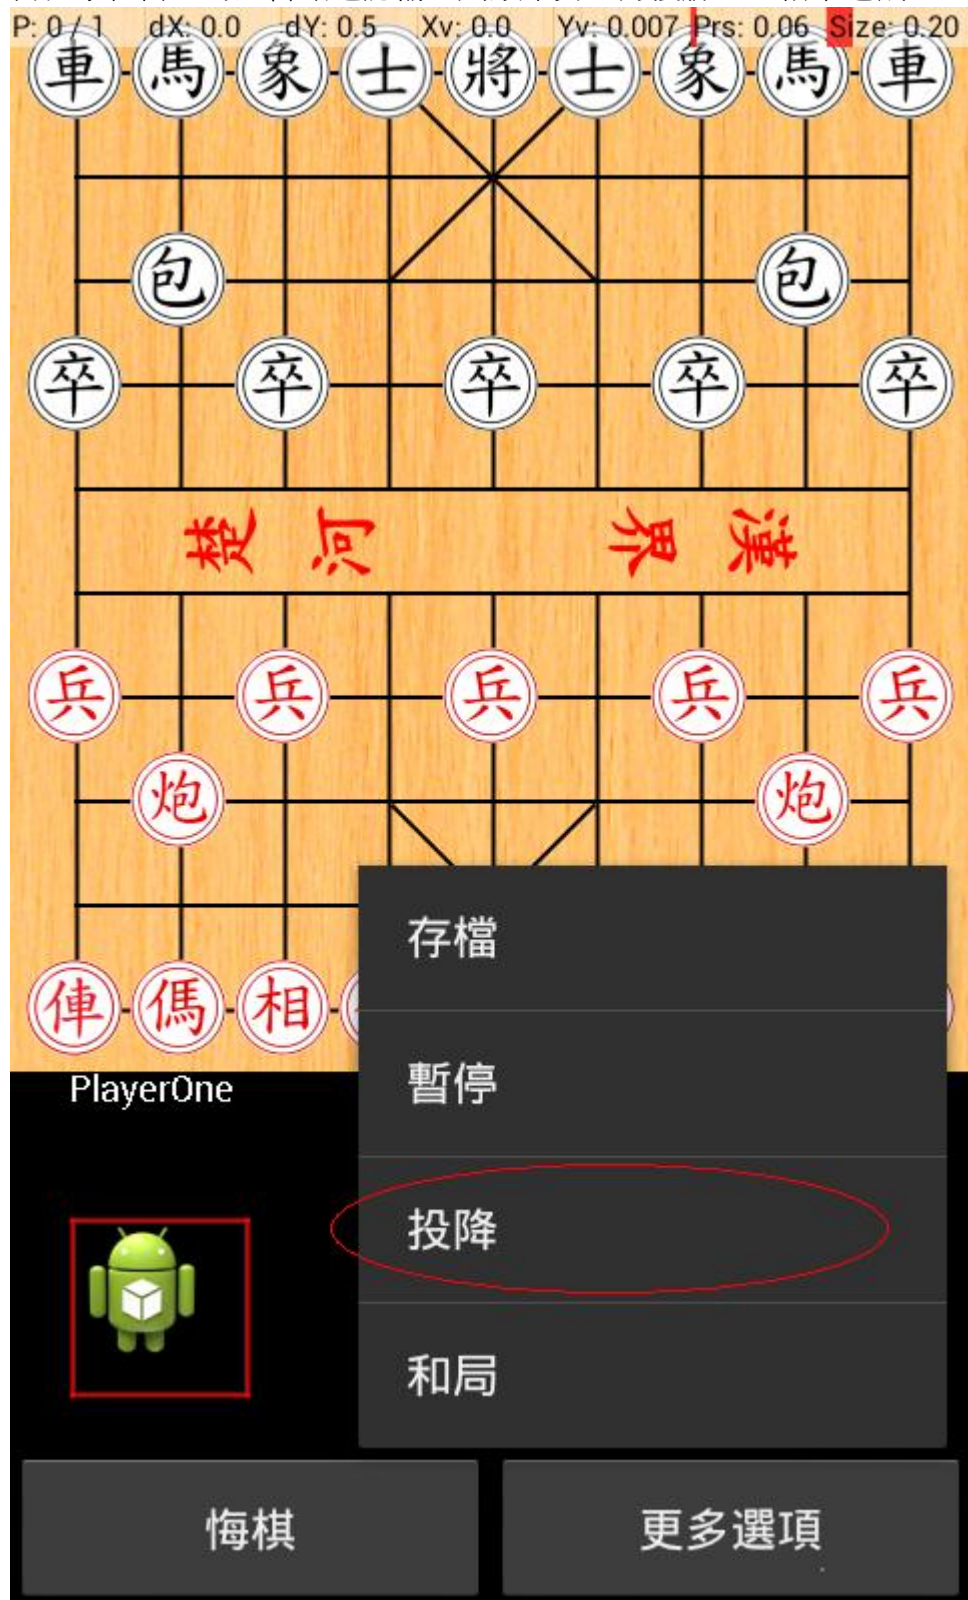 P: 0 / 1 dX: 0.0 dY: 0.5 Xv: 0.0 Yv: 0.007 Prs: 0.06 Size: 0.20
車 馬 象 士 將 士 象 馬 車
包 包
卒 卒 卒 卒 卒
楚 河 界 漢
兵 兵 兵 兵 兵
炮 炮
存檔
俥 傌 相
暫停
PlayerOne
投降
和局
悔棋 更多選項